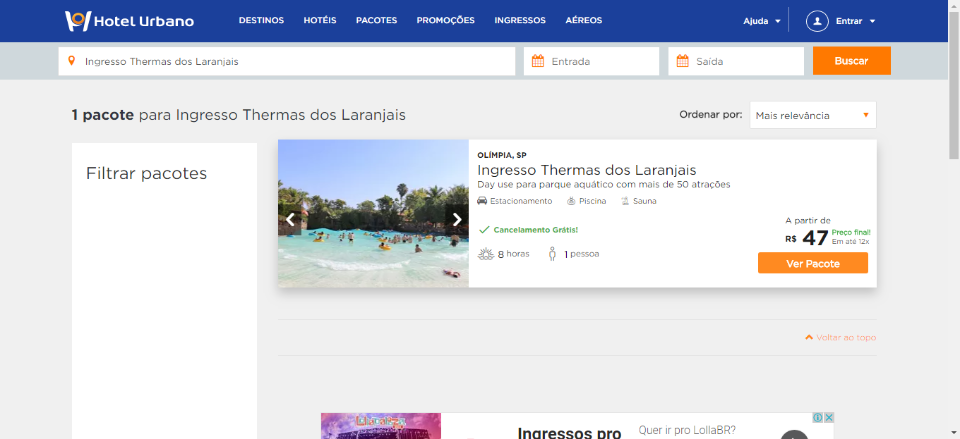 Hotel Urbano
DESTINOS HOTÉIS PACOTES PROMOÇÕES INGRESSOS AÉREOS
Ajuda Entrar
Ingresso Thermas dos Laranjais
Entrada
Saída
Buscar
1 pacote para Ingresso Thermas dos Laranjais
Ordenar por: Mais relevância
Filtrar pacotes
OLÍMPIA, SP
Ingresso Thermas dos Laranjais
Day use para parque aquático com mais de 50 atrações
Estacionamento Piscina Sauna
Cancelamento Grátis!
8 horas 1 pessoa
A partir de
R$ 47 Preço final!
Em até 12x
Ver Pacote
Voltar ao topo
Ingressos pro
Quer ir pro LollaBR?